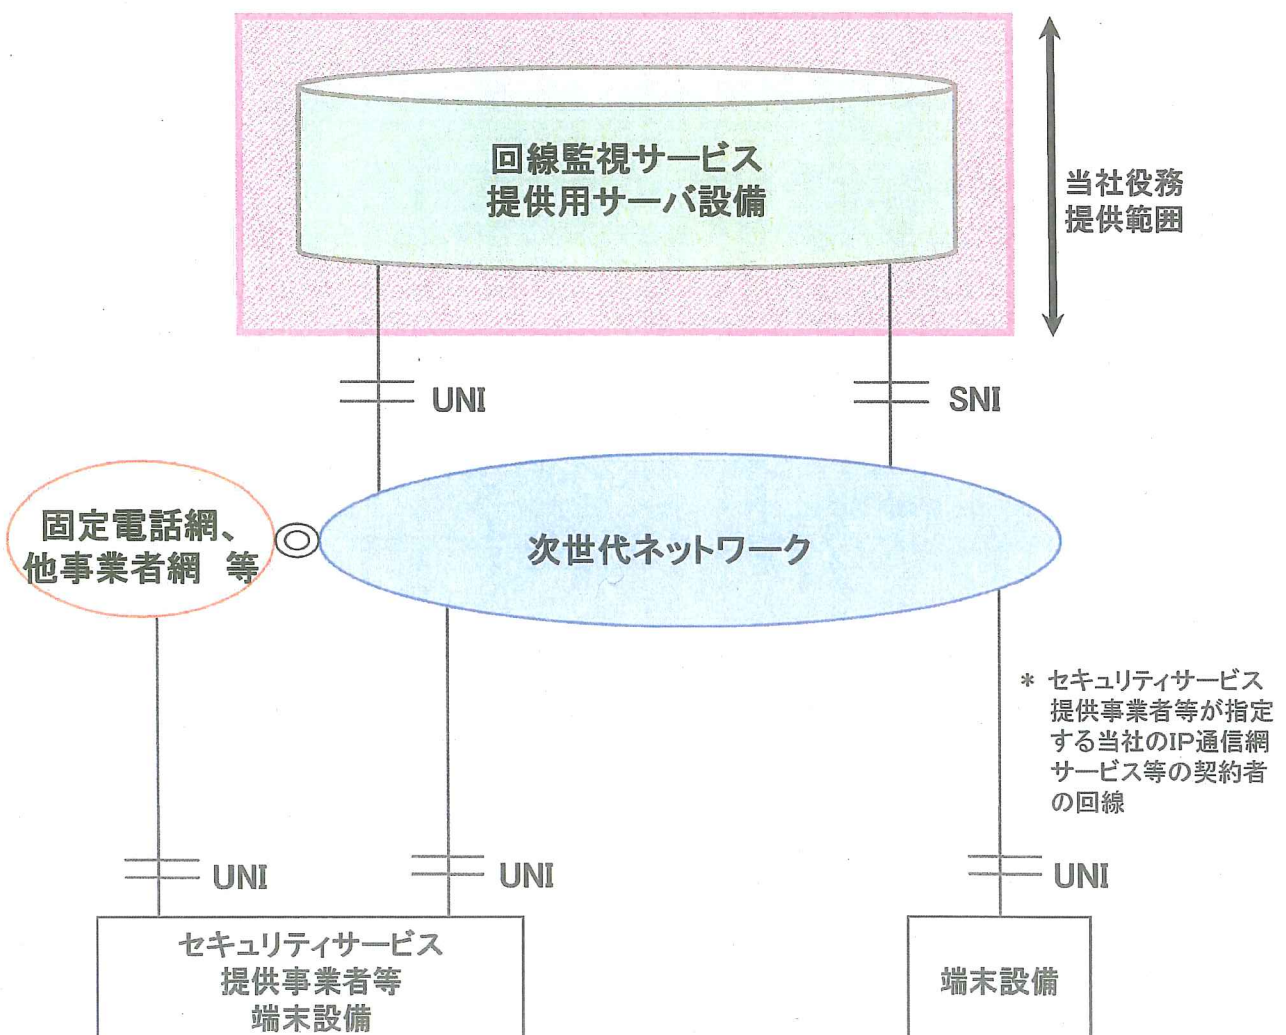 回線監視サービス
提供用サーバ設備
当社役務
提供範囲
UNI
SNI
固定電話網、
他事業者網 等
次世代ネットワーク
* セキュリティサービス
提供事業者等が指定
する当社のIP通信網
サービス等の契約者
の回線
UNI
UNI
UNI
セキュリティサービス
提供事業者等
端末設備
端末設備